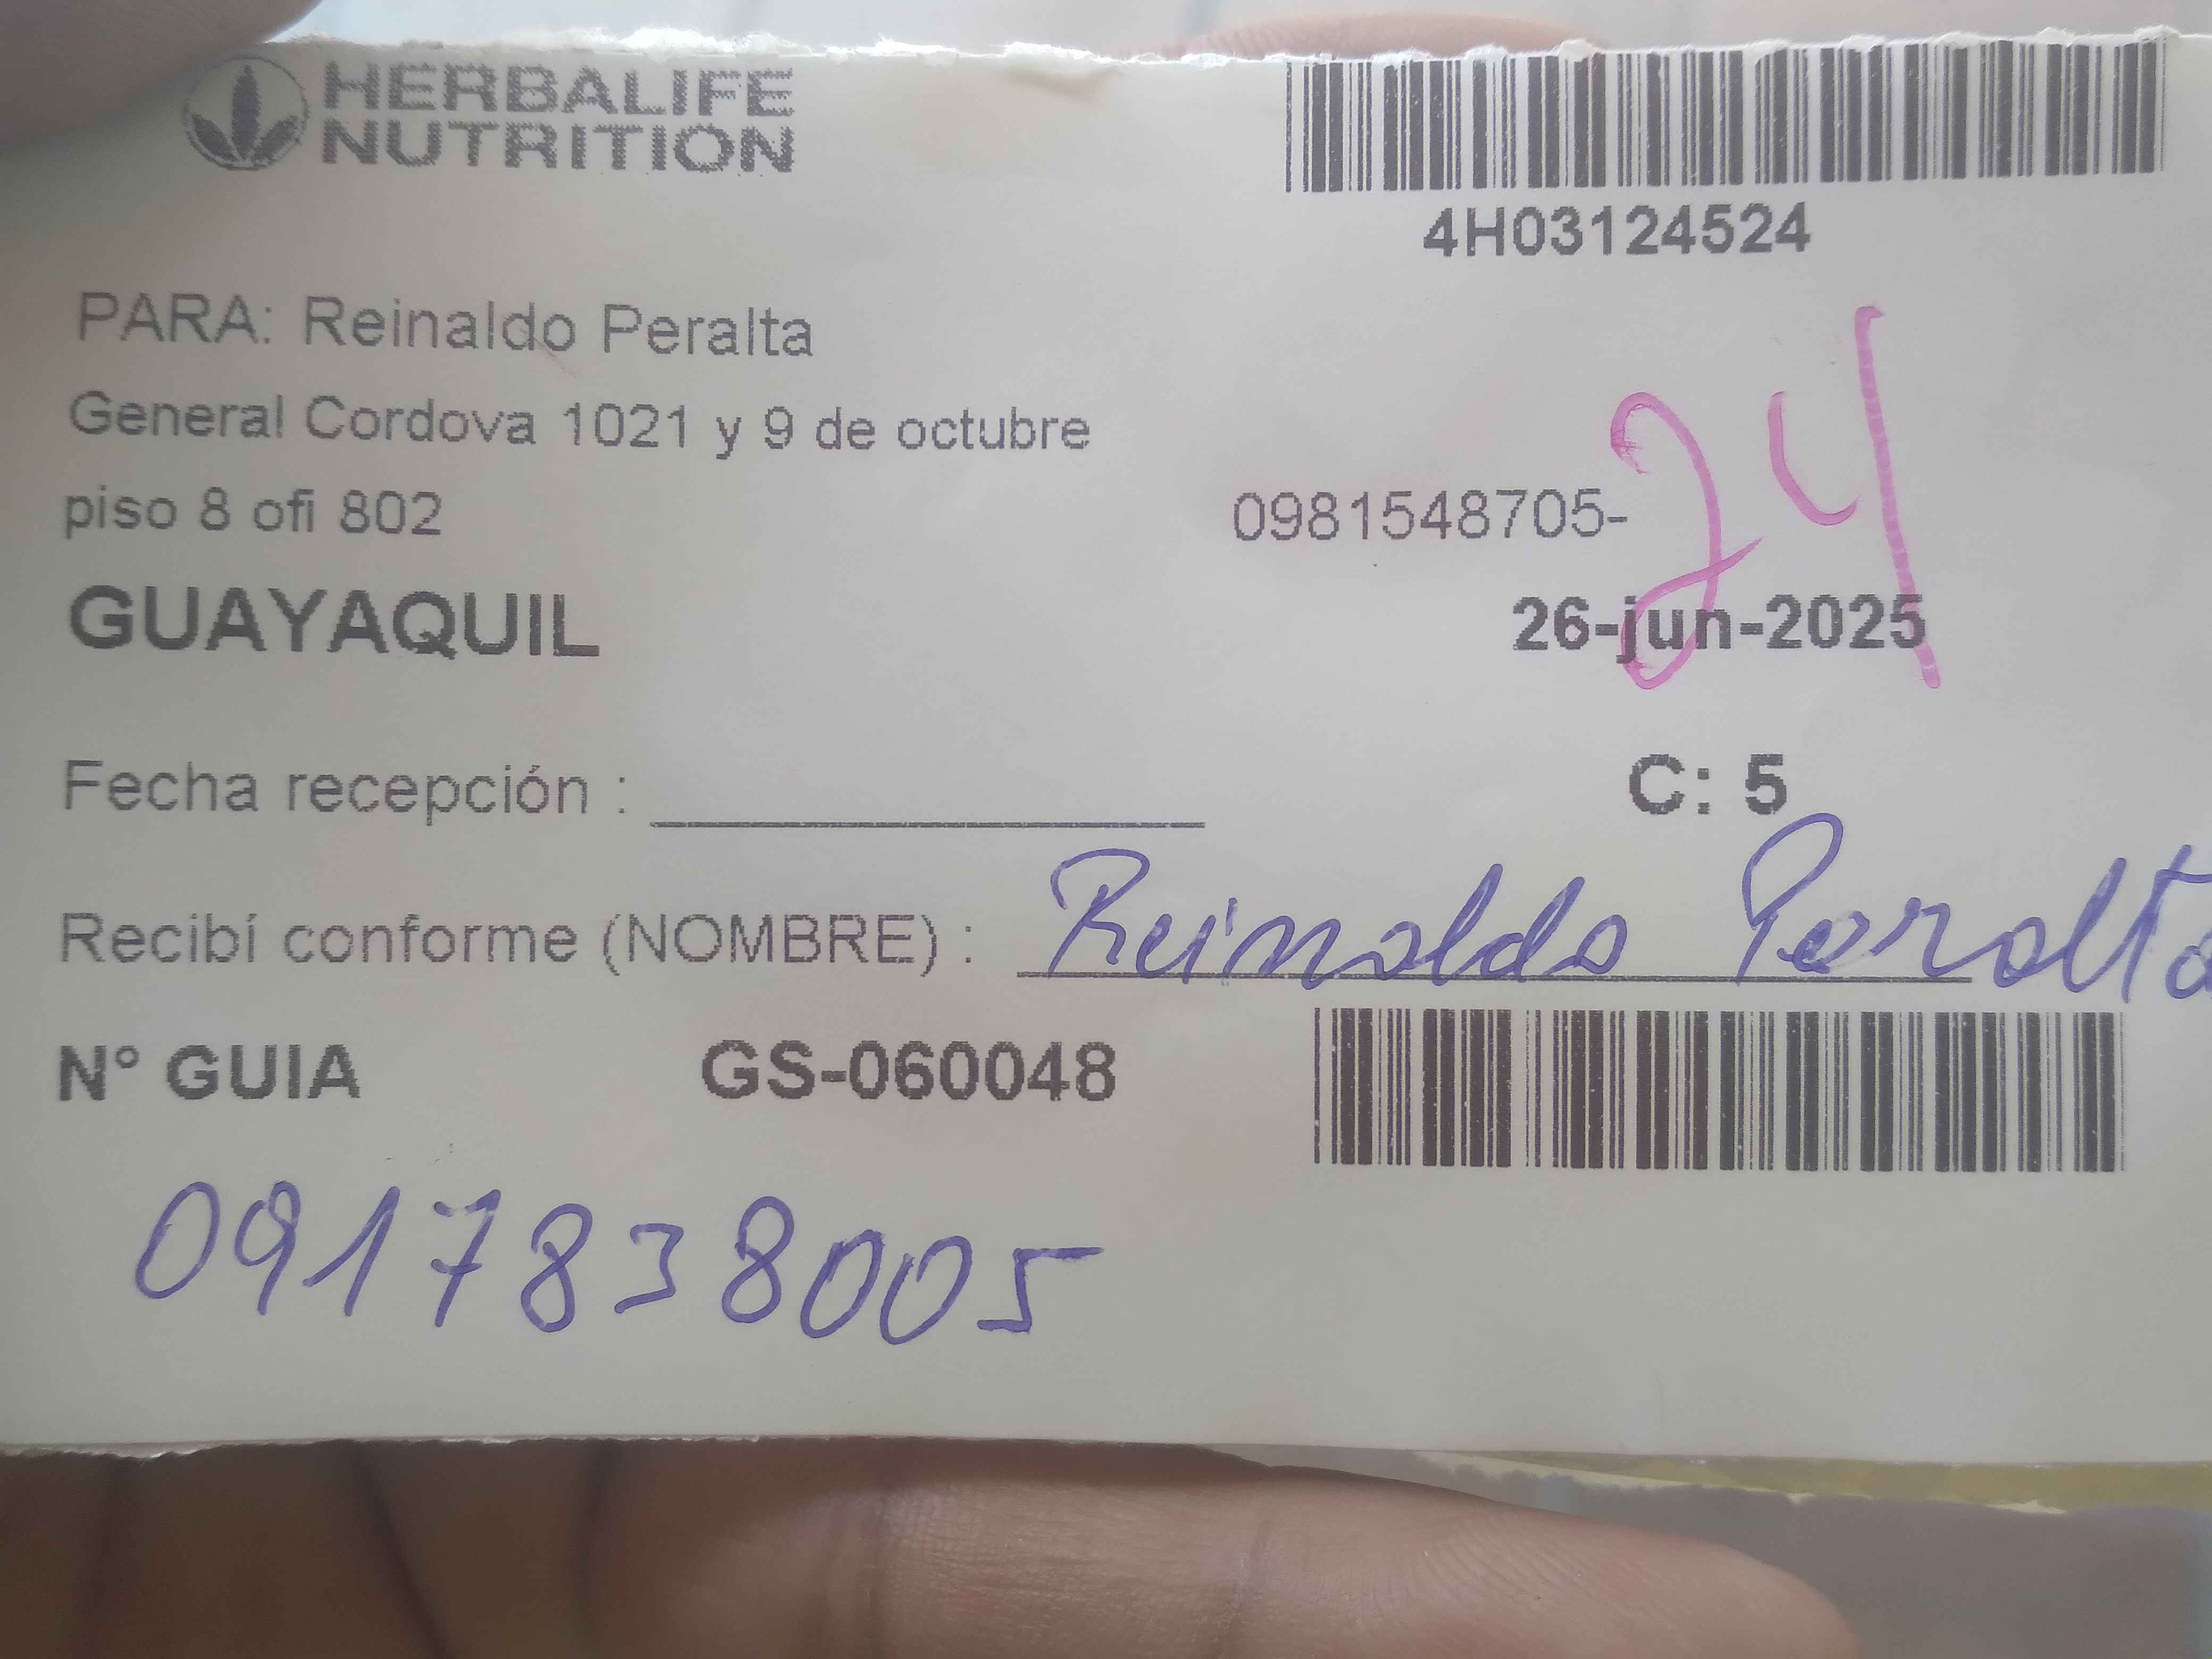 HERBALIFE
NUTRITION
4H03124524
PARA: Reinaldo Peralta
General Cordova 1021 y 9 de octubre
piso 8 ofi 802
0981548705-
24
GUAYAQUIL
26-jun-2025
Fecha recepción :
C: 5
Recibí conforme (NOMBRE) : Reinaldo Peralta
N° GUIA GS-060048
0917838005